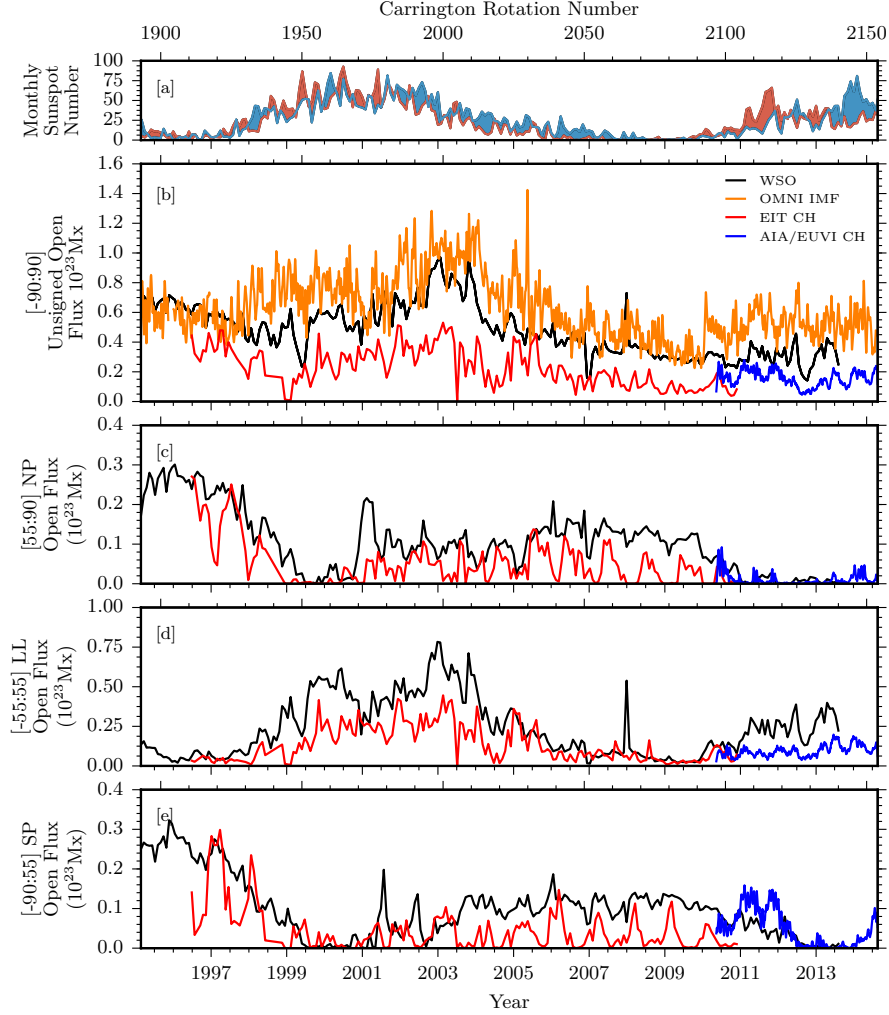 Carrington Rotation Number
1900 1950 2000 2050 2100 2150
Monthly
Sunspot
Number
100
75
50
25
0
[a]
[-90:90]
Unsigned Open
Flux 10²³Mx
1.6
1.4
1.2
1.0
0.8
0.6
0.4
0.2
0.0
[b]
WSO
OMNI IMF
EIT CH
AIA/EUVI CH
[55:90] NP
Open Flux
(10²³Mx)
0.4
0.3
0.2
0.1
0.0
[c]
[-55:55] LL
Open Flux
(10²³Mx)
1.00
0.75
0.50
0.25
0.00
[d]
[-90:55] SP
Open Flux
(10²³Mx)
0.4
0.3
0.2
0.1
0.0
[e]
1997 1999 2001 2003 2005 2007 2009 2011 2013
Year